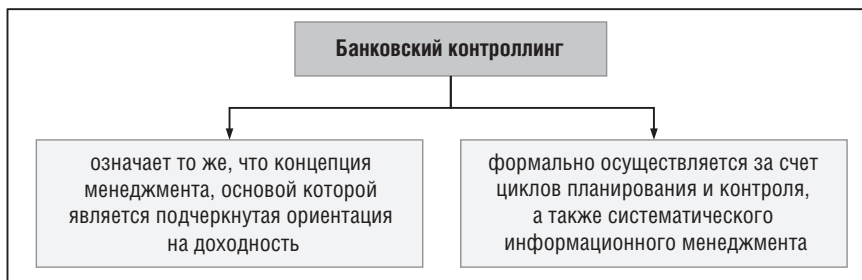 Банковский контроллинг
означает то же, что концепция
менеджмента, основой которой
является подчеркнутая ориентация
на доходность
формально осуществляется за счет
циклов планирования и контроля,
а также систематического
информационного менеджмента